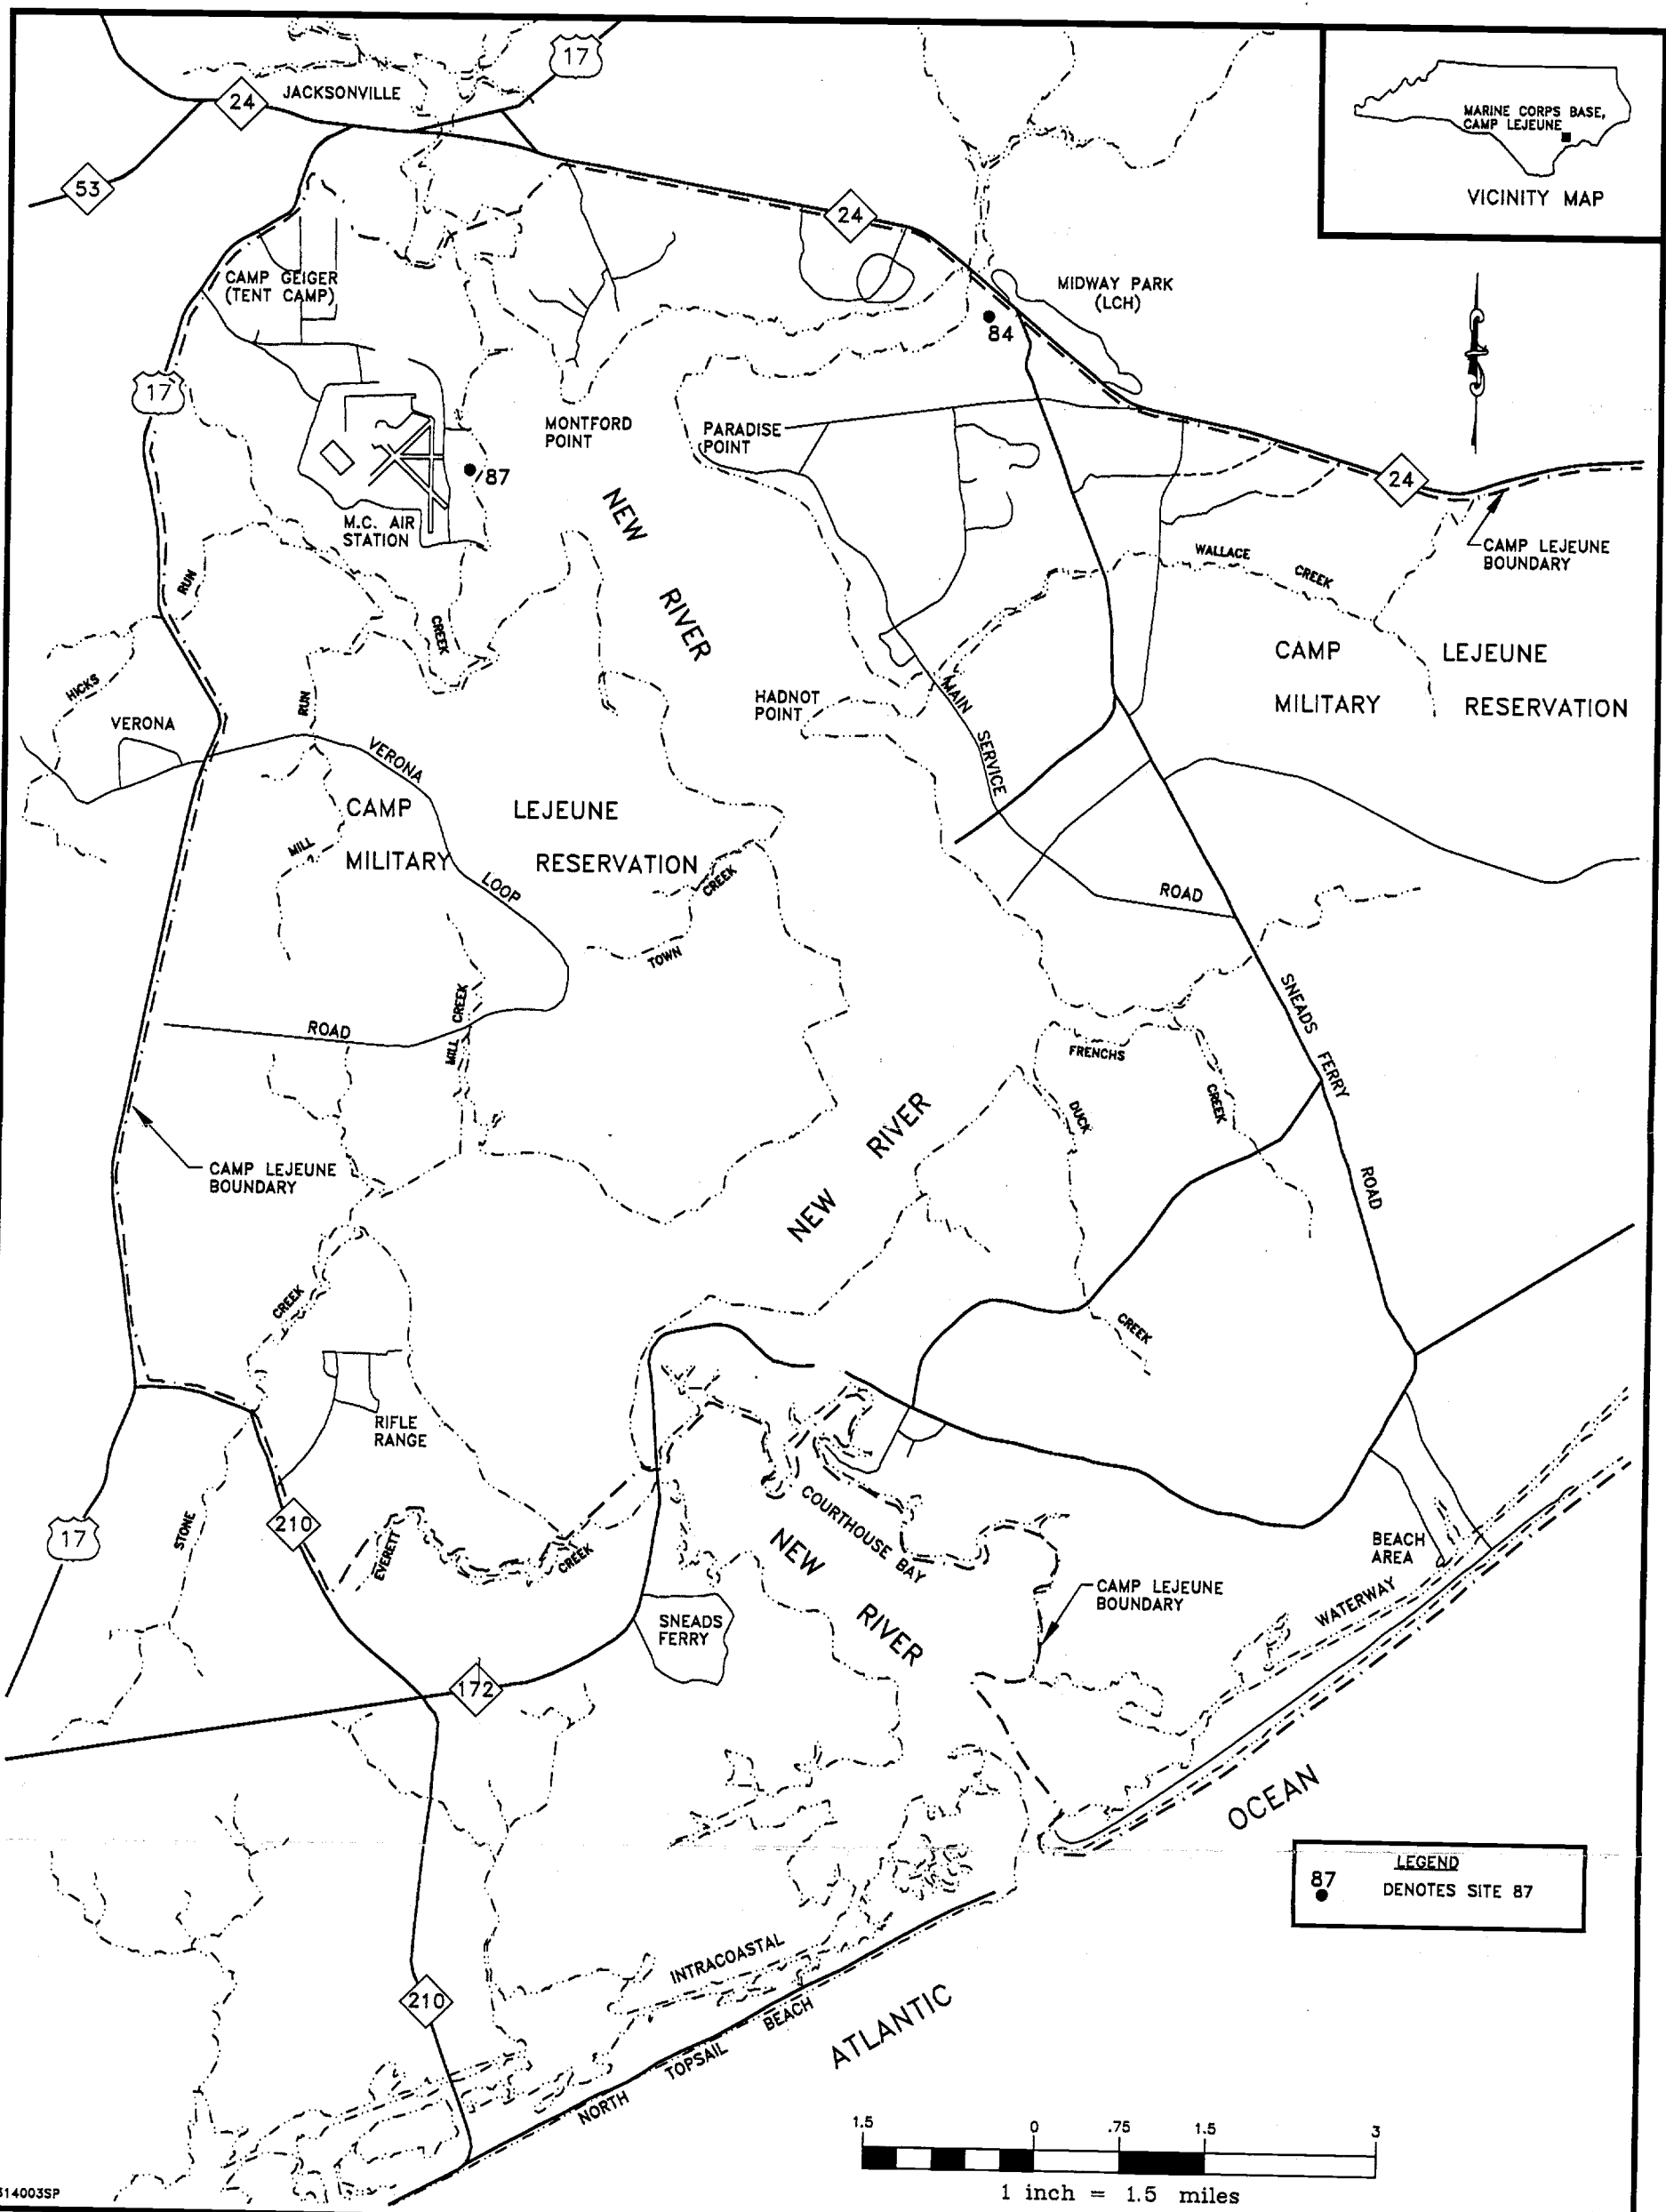 17
24
JACKSONVILLE
53
MARINE CORPS BASE,
CAMP LEJEUNE
VICINITY MAP
24
CAMP GEIGER
(TENT CAMP)
MIDWAY PARK
(LCH)
84
17
MONTFORD
POINT
PARADISE
POINT
87
24
M.C. AIR
STATION
NEW
RIVER
CAMP LEJEUNE
BOUNDARY
WALLACE
CREEK
RUN
CREEK
HICKS
CAMP LEJEUNE
MILITARY RESERVATION
HADNOT
POINT
MAIN
SERVICE
ROAD
VERONA
RUN
VERONA
LOOP
ROAD
CAMP LEJEUNE
MILITARY RESERVATION
MILL
CREEK
TOWN
MILL CREEK
SNEADS FERRY
ROAD
FRENCHS
CREEK
DUCK
CREEK
CAMP LEJEUNE
BOUNDARY
NEW RIVER
CREEK
STONE
RIFLE
RANGE
210
17
EVERETT
CREEK
COURTHOUSE BAY
NEW
RIVER
BEACH
AREA
CAMP LEJEUNE
BOUNDARY
WATERWAY
SNEADS
FERRY
172
OCEAN
LEGEND
87
DENOTES SITE 87
INTRACOASTAL
210
NORTH TOPSAIL BEACH
ATLANTIC
1.5 0 .75 1.5 3
1 inch = 1.5 miles
314003SP